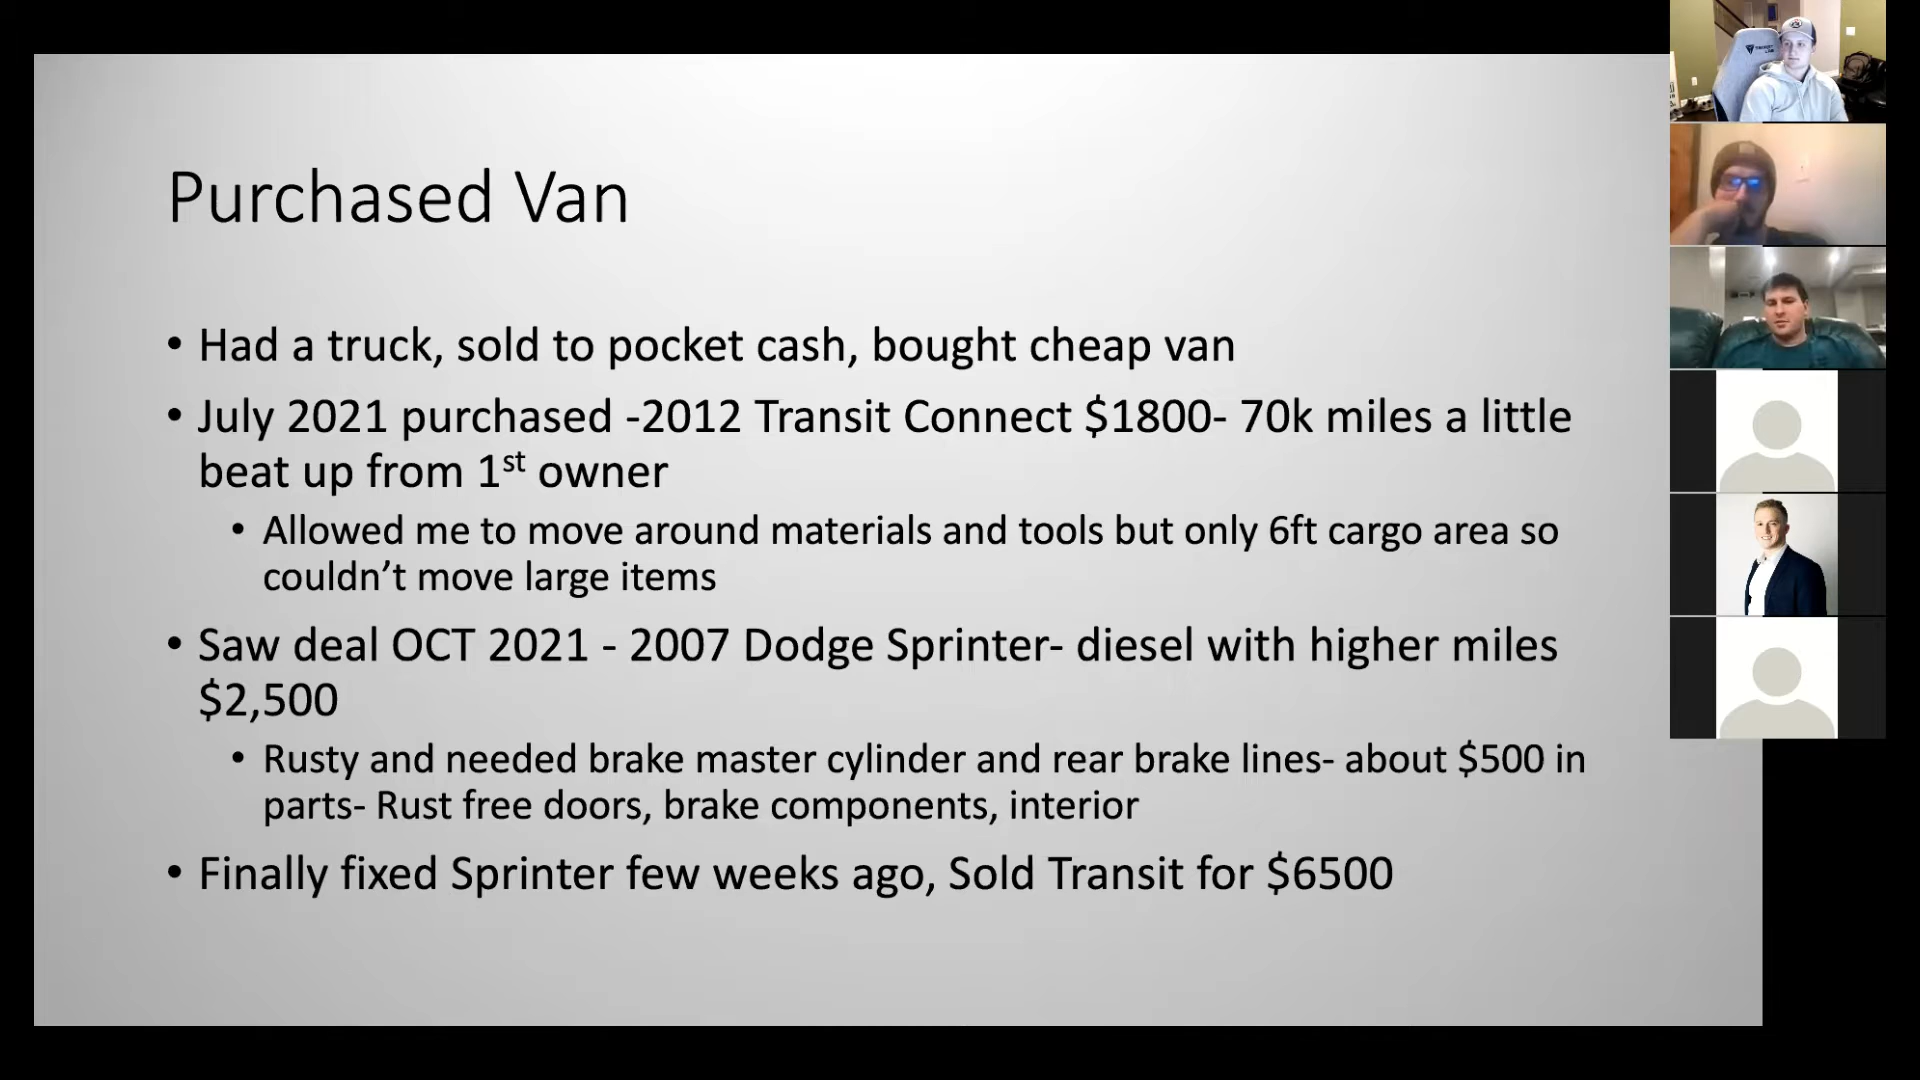 Purchased Van
• Had a truck, sold to pocket cash, bought cheap van
• July 2021 purchased -2012 Transit Connect $1800- 70k miles a little
beat up from 1st owner
• Allowed me to move around materials and tools but only 6ft cargo area so
couldn’t move large items
• Saw deal OCT 2021 - 2007 Dodge Sprinter- diesel with higher miles
$2,500
• Rusty and needed brake master cylinder and rear brake lines- about $500 in
parts- Rust free doors, brake components, interior
• Finally fixed Sprinter few weeks ago, Sold Transit for $6500